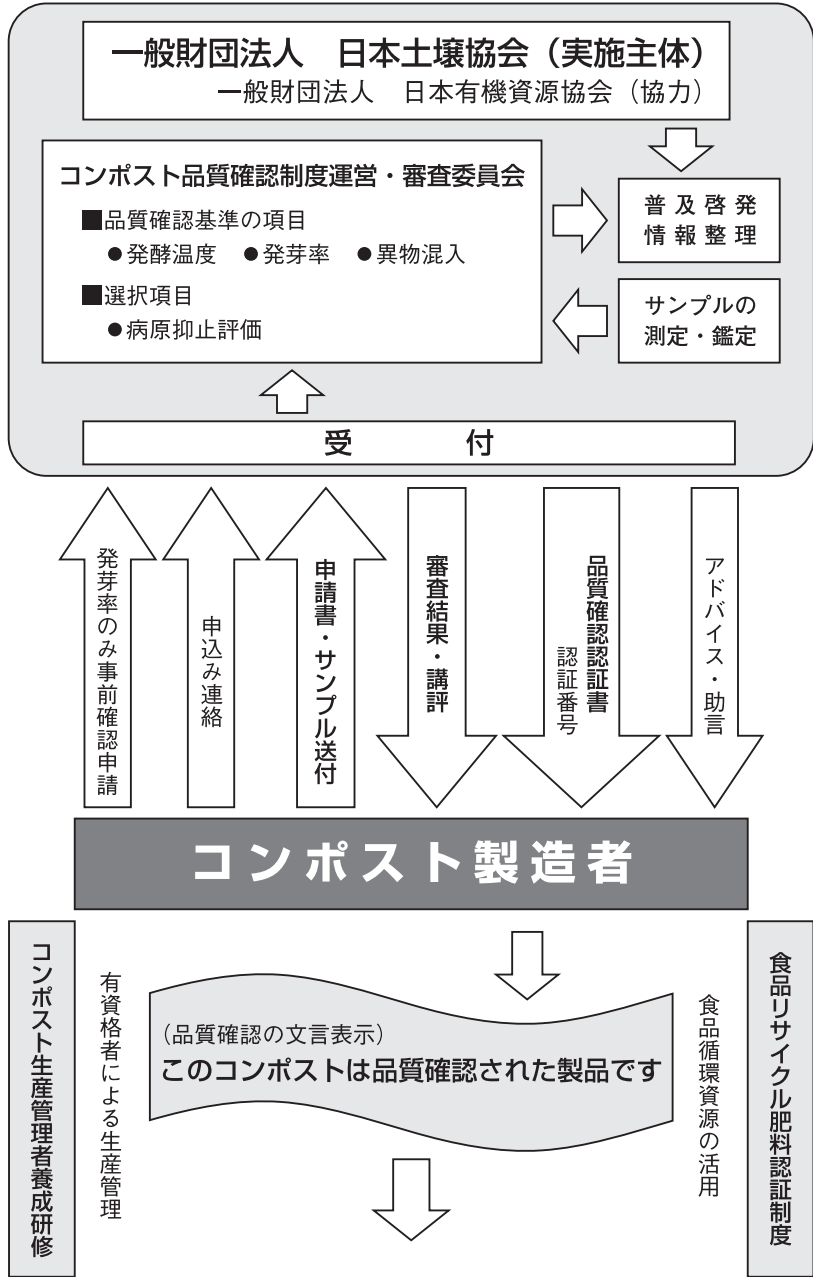 一般財団法人　日本土壌協会（実施主体）
一般財団法人　日本有機資源協会（協力）
コンポスト品質確認制度運営・審査委員会
■品質確認基準の項目
●発酵温度　●発芽率　●異物混入
■選択項目
●病原抑止評価
普及啓発
情報整理
サンプルの
測定・鑑定
受　付
発芽率のみ事前確認申請
申込み連絡
申請書・サンプル送付
審査結果・講評
品質確認認証書
認証番号
アドバイス・助言
コンポスト製造者
コンポスト生産管理者養成研修
有資格者による生産管理
（品質確認の文言表示）
このコンポストは品質確認された製品です
食品循環資源の活用
食品リサイクル肥料認証制度